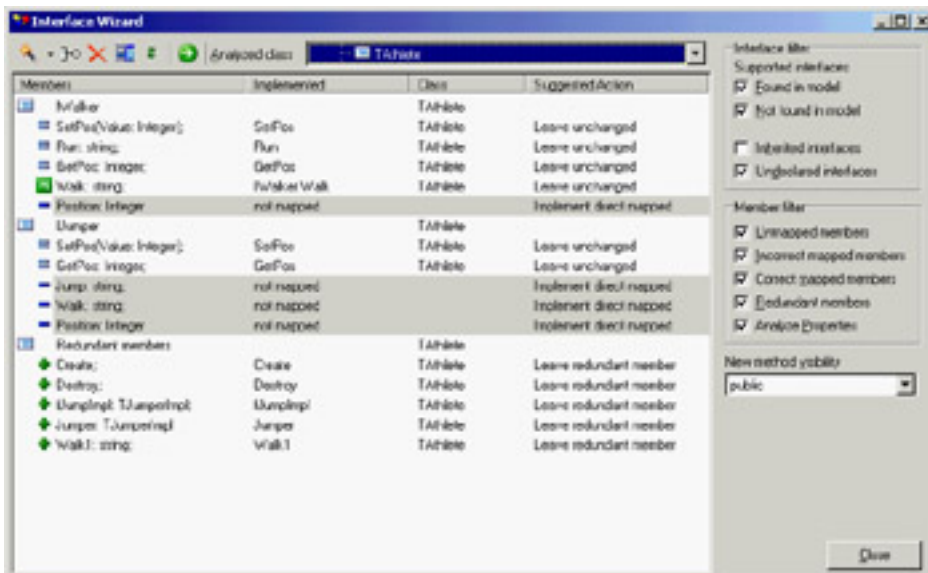 Interface Wizard
Analyzed class TAthlete
Members Implemented Class Suggested Action
IWalker TAthlete
SetPos(Value: Integer); SetPos TAthlete Leave unchanged
Run: string; Run TAthlete Leave unchanged
GetPos: Integer; GetPos TAthlete Leave unchanged
Walk: string; IWalker.Walk TAthlete Leave unchanged
Position: Integer not mapped Implement direct mapped
IJumper TAthlete
SetPos(Value: Integer); SetPos TAthlete Leave unchanged
GetPos: Integer; GetPos TAthlete Leave unchanged
Jump: string; not mapped Implement direct mapped
Walk: string; not mapped Implement direct mapped
Position: Integer not mapped Implement direct mapped
Redundant members TAthlete
Create; Create TAthlete Leave redundant member
Destroy; Destroy TAthlete Leave redundant member
IJumpImpl: TJumperImpl; IJumpImpl TAthlete Leave redundant member
Jumper: TJumperImpl Jumper TAthlete Leave redundant member
Walk1: string; Walk1 TAthlete Leave redundant member
Interface filter
Supported interfaces
Found in model
Not found in model
Inherited interfaces
Undeclared interfaces
Member filter
Unmapped members
Incorrect mapped members
Correct mapped members
Redundant members
Analyze Properties
New method visibility
public
Close